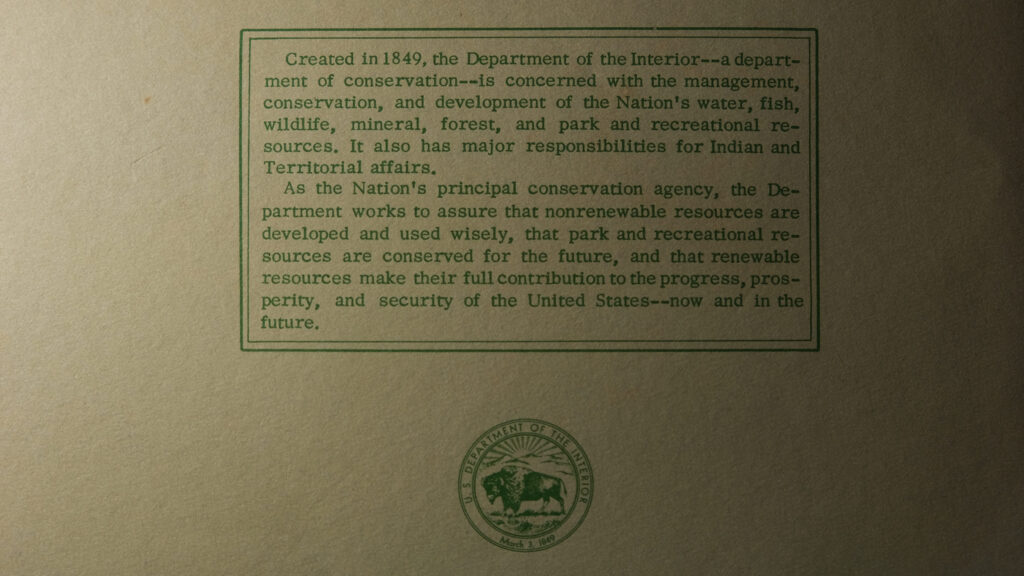 Created in 1849, the Department of the Interior--a depart-
ment of conservation--is concerned with the management,
conservation, and development of the Nation's water, fish,
wildlife, mineral, forest, and park and recreational re-
sources. It also has major responsibilities for Indian and
Territorial affairs.
As the Nation's principal conservation agency, the De-
partment works to assure that nonrenewable resources are
developed and used wisely, that park and recreational re-
sources are conserved for the future, and that renewable
resources make their full contribution to the progress, pros-
perity, and security of the United States--now and in the
future.
U. S. DEPARTMENT OF THE INTERIOR
March 3, 1849